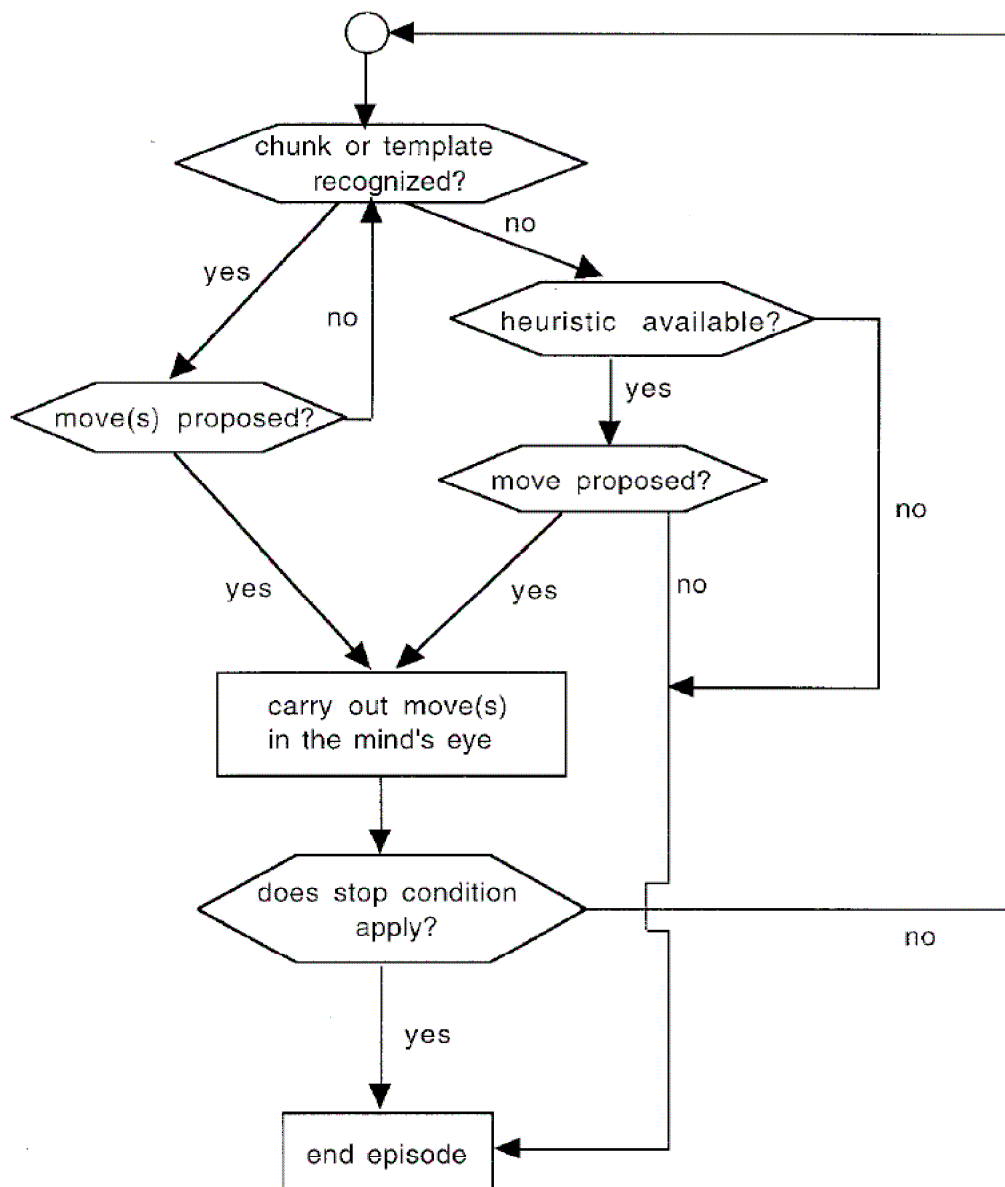 chunk or template
recognized?
no
yes
no
heuristic available?
yes
move(s) proposed?
move proposed?
no
yes
yes
no
carry out move(s)
in the mind's eye
does stop condition
apply?
no
yes
end episode